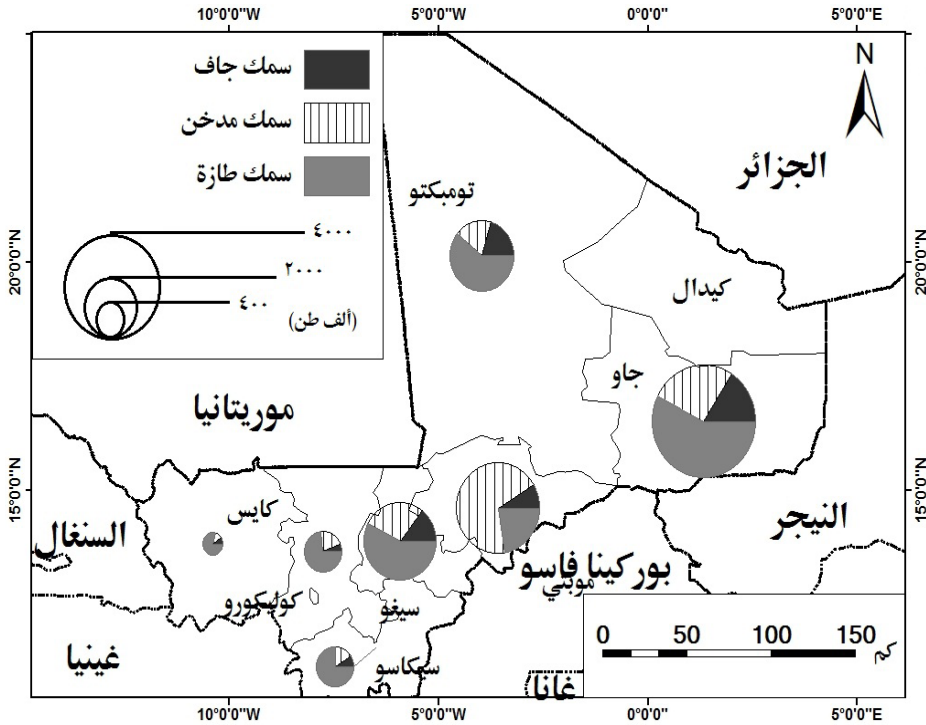 10°0'0"W 5°0'0"W 0°0'0" 5°0'0"E
سمك جاف
سمك مدخن
سمك طازة
٤٠٠٠
٢٠٠٠
٤٠٠
(ألف طن)
N
الجزائر
تومبكتو
20°0'0"N 20°0'0"N
كيدال
جاو
موريتانيا
15°0'0"N 15°0'0"N
كايس
النيجر
السنغال
بوركينا فاسو
موبتي
كوليكورو
سيغو
غينيا
سيكاسو
غانا
0 50 100 150 كم
10°0'0"W 5°0'0"W 0°0'0" 5°0'0"E